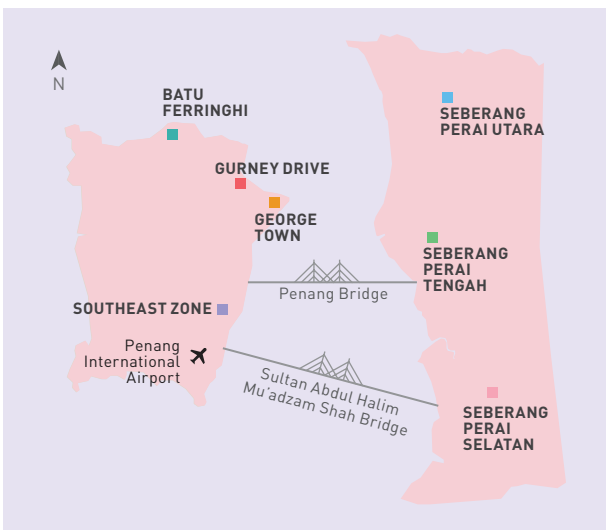 N
BATU
FERRINGHI
SEBERANG
PERAI UTARA
GURNEY DRIVE
GEORGE
TOWN
SEBERANG
PERAI
TENGAH
Penang Bridge
SOUTHEAST ZONE
Penang
International
Airport
Sultan Abdul Halim
Mu'adzam Shah Bridge
SEBERANG
PERAI
SELATAN